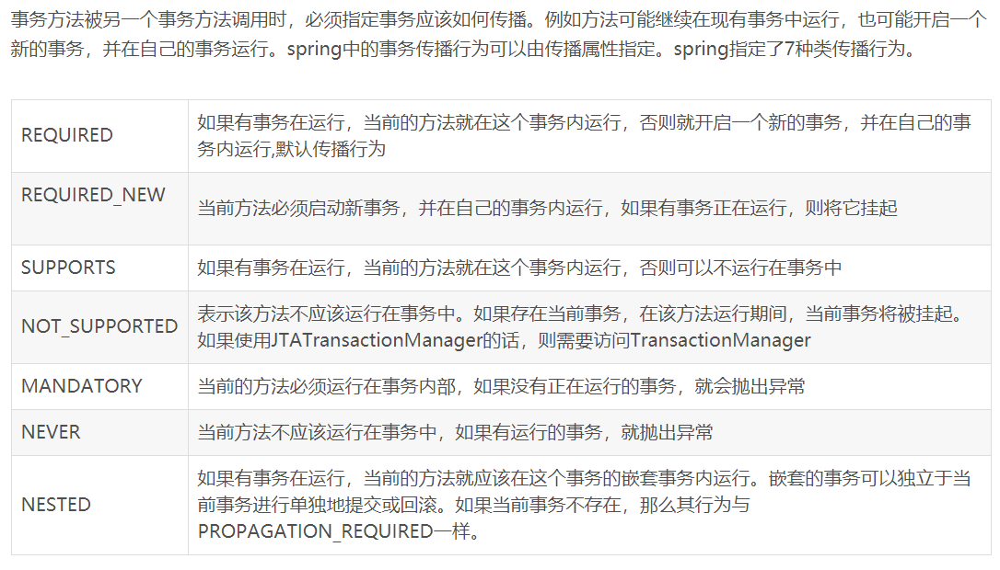 事务方法被另一个事务方法调用时，必须指定事务应该如何传播。例如方法可能继续在现有事务中运行，也可能开启一个
新的事务，并在自己的事务运行。spring中的事务传播行为可以由传播属性指定。spring指定了7种类传播行为。
REQUIRED
如果有事务在运行，当前的方法就在这个事务内运行，否则就开启一个新的事务，并在自己的事
务内运行,默认传播行为
REQUIRED_NEW
当前方法必须启动新事务，并在自己的事务内运行，如果有事务正在运行，则将它挂起
SUPPORTS
如果有事务在运行，当前的方法就在这个事务内运行，否则可以不运行在事务中
NOT_SUPPORTED
表示该方法不应该运行在事务中。如果存在当前事务，在该方法运行期间，当前事务将被挂起。
如果使用JTATransactionManager的话，则需要访问TransactionManager
MANDATORY
当前的方法必须运行在事务内部，如果没有正在运行的事务，就会抛出异常
NEVER
当前方法不应该运行在事务中，如果有运行的事务，就抛出异常
NESTED
如果有事务在运行，当前的方法就应该在这个事务的嵌套事务内运行。嵌套的事务可以独立于当
前事务进行单独地提交或回滚。如果当前事务不存在，那么其行为与
PROPAGATION_REQUIRED一样。